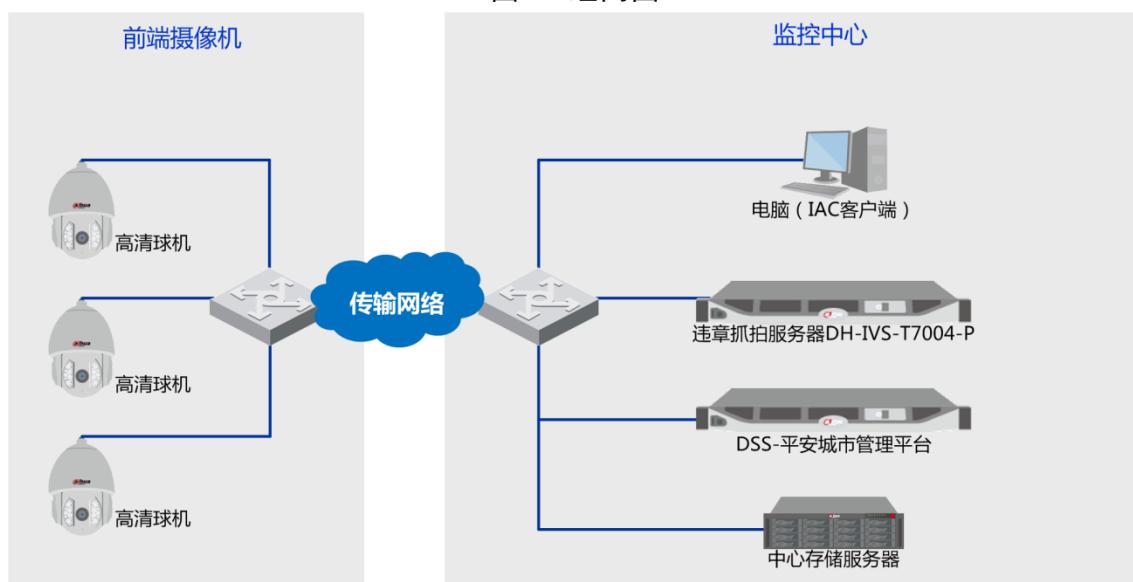 前端摄像机
监控中心
高清球机
高清球机
高清球机
传输网络
电脑（IAC客户端）
违章抓拍服务器DH-IVS-T7004-P
DSS-平安城市管理平台
中心存储服务器